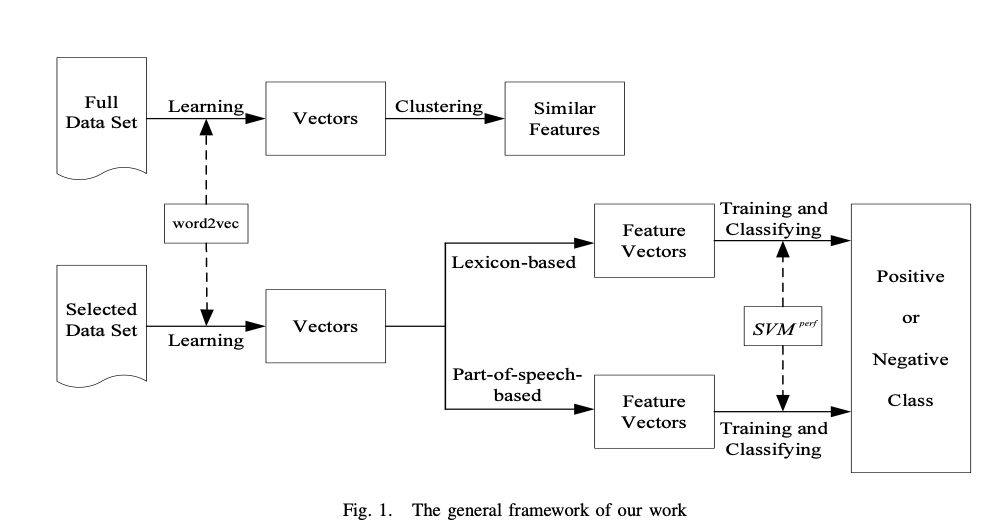 Full
Data Set
Learning
Vectors
Clustering
Similar
Features
word2vec
Selected
Data Set
Learning
Vectors
Lexicon-based
Part-of-speech-
based
Feature
Vectors
Training and
Classifying
SVM perf
Feature
Vectors
Training and
Classifying
Positive
or
Negative
Class
Fig. 1. The general framework of our work